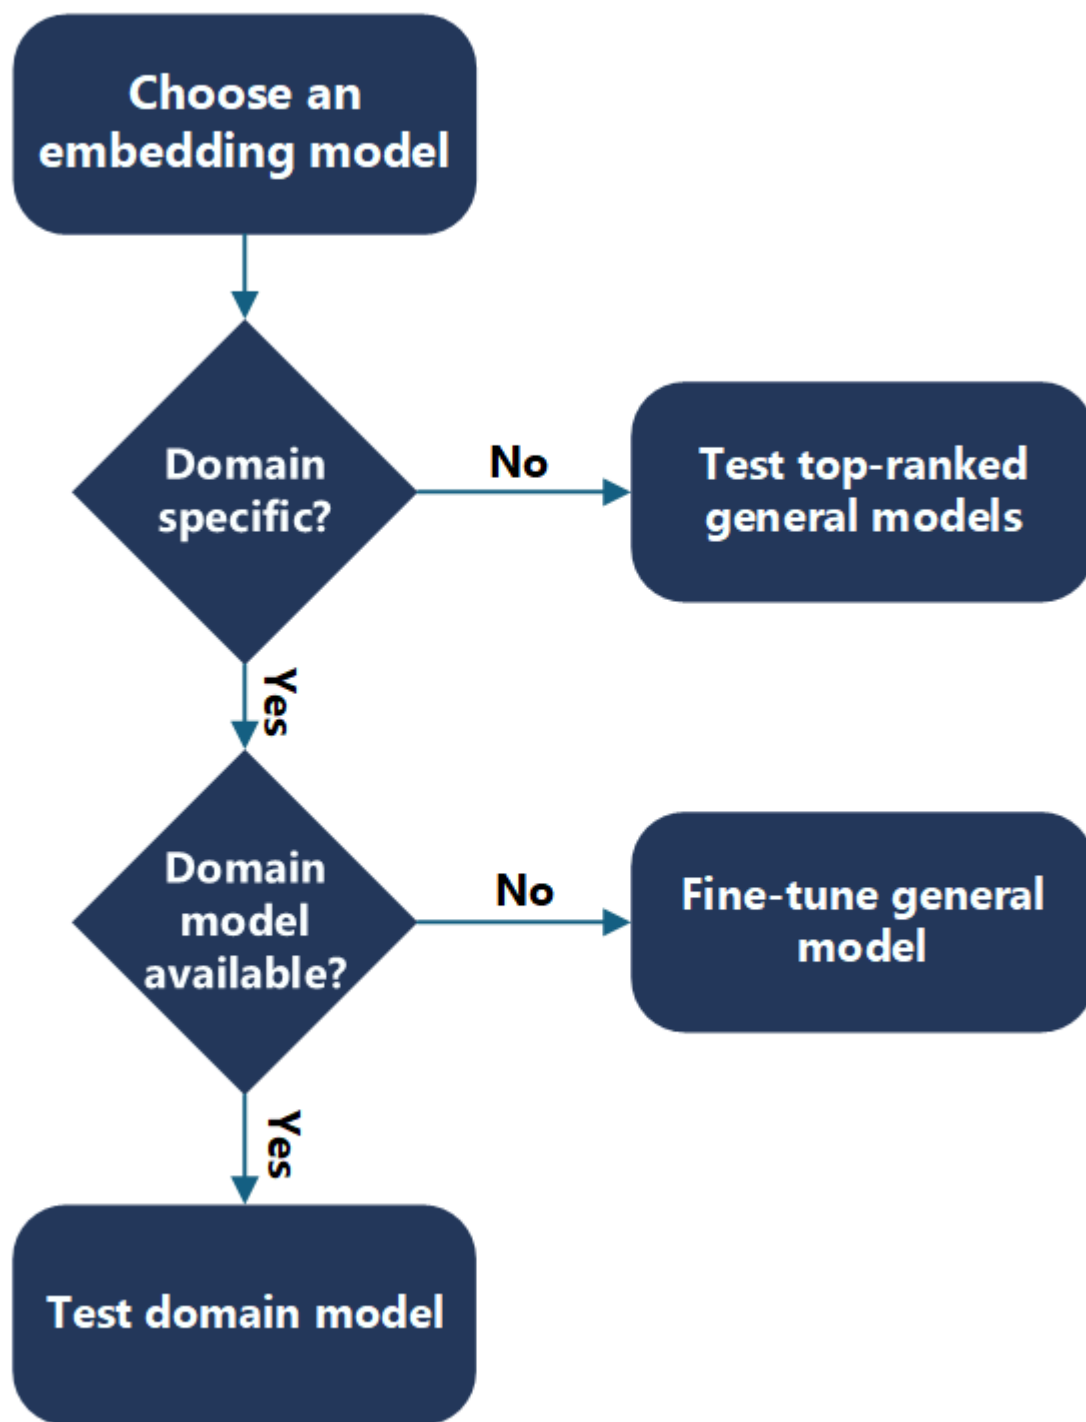 Choose an
embedding model
Domain
specific?
No
Test top-ranked
general models
Yes
Domain
model
available?
No
Fine-tune general
model
Yes
Test domain model